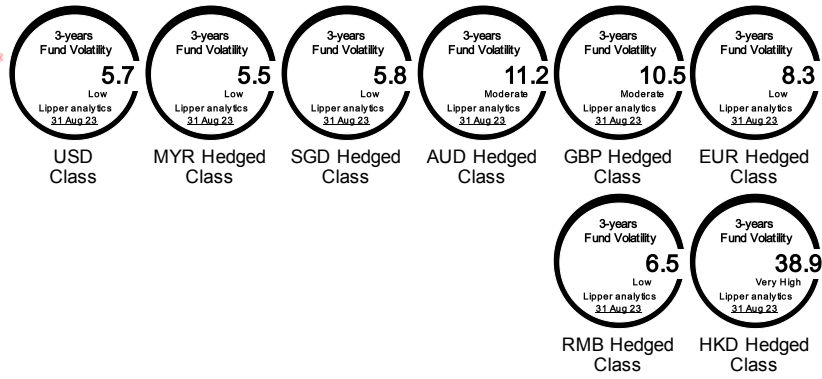 3-years
Fund Volatility
5.7
Low
Lipper analytics
31 Aug 23
USD
Class
3-years
Fund Volatility
5.5
Low
Lipper analytics
31 Aug 23
MYR Hedged
Class
3-years
Fund Volatility
5.8
Low
Lipper analytics
31 Aug 23
SGD Hedged
Class
3-years
Fund Volatility
11.2
Moderate
Lipper analytics
31 Aug 23
AUD Hedged
Class
3-years
Fund Volatility
10.5
Moderate
Lipper analytics
31 Aug 23
GBP Hedged
Class
3-years
Fund Volatility
8.3
Low
Lipper analytics
31 Aug 23
EUR Hedged
Class
3-years
Fund Volatility
6.5
Low
Lipper analytics
31 Aug 23
RMB Hedged
Class
3-years
Fund Volatility
38.9
Very High
Lipper analytics
31 Aug 23
HKD Hedged
Class